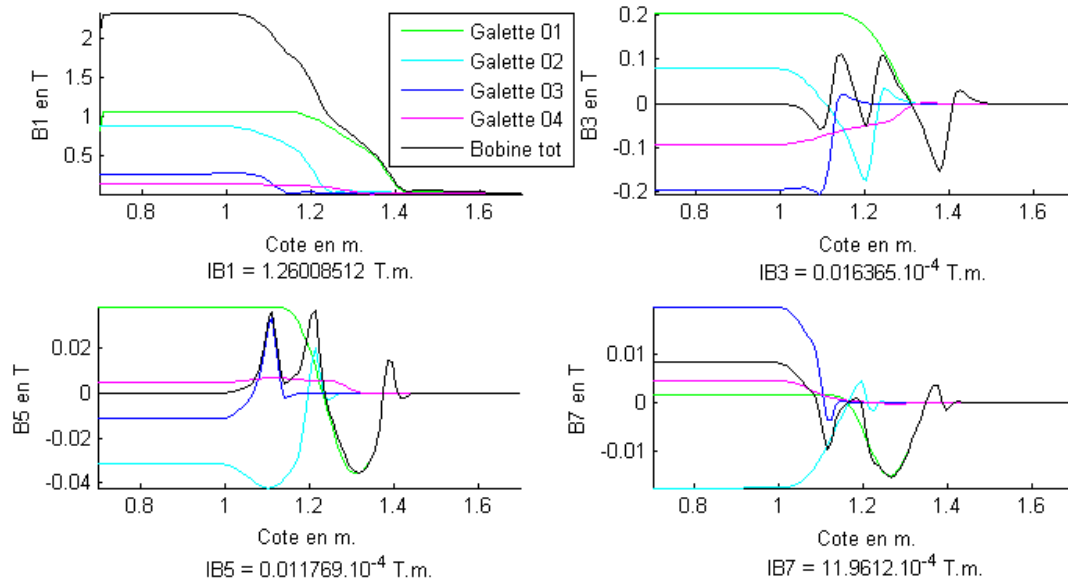 B1 en T
2
1.5
1
0.5
0.8
1
1.2
1.4
1.6
Cote en m.
IB1 = 1.26008512 T.m.
Galette 01
Galette 02
Galette 03
Galette 04
Bobine tot
B3 en T
0.2
0.1
0
-0.1
-0.2
0.8
1
1.2
1.4
1.6
Cote en m.
IB3 = 0.016365.10-4 T.m.
B5 en T
0.02
0
-0.02
-0.04
0.8
1
1.2
1.4
1.6
Cote en m.
IB5 = 0.011769.10-4 T.m.
B7 en T
0.01
0
-0.01
0.8
1
1.2
1.4
1.6
Cote en m.
IB7 = 11.9612.10-4 T.m.